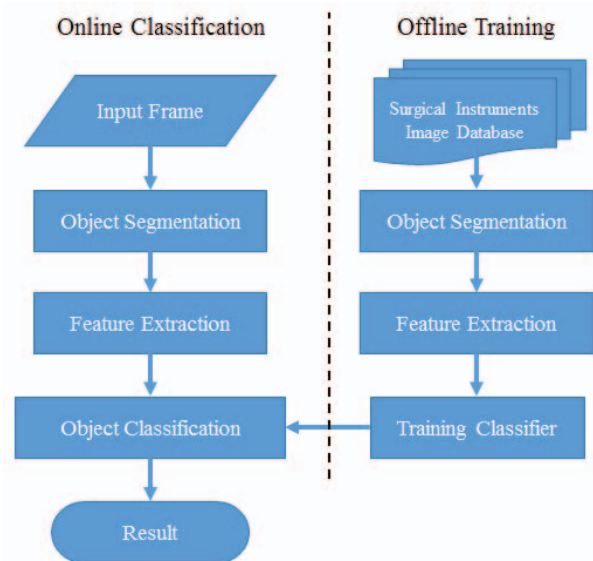 Online Classification
Input Frame
Object Segmentation
Feature Extraction
Object Classification
Result
Offline Training
Surgical Instruments
Image Database
Object Segmentation
Feature Extraction
Training Classifier